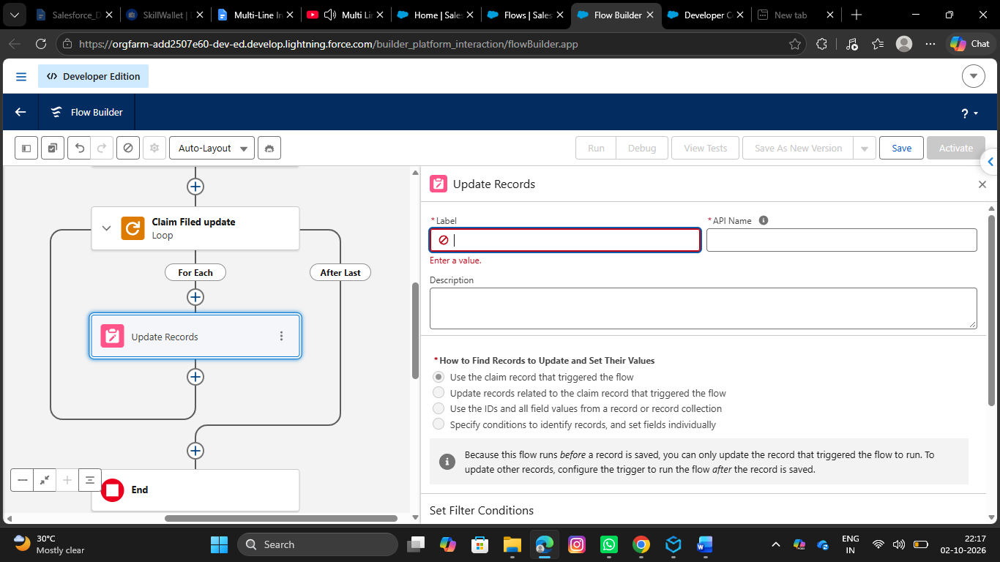 Salesforce_D
SkillWallet | D
Multi-Line In
Multi Li
Home | Sales
Flows | Sales
Flow Builder
Developer C
New tab
https://orgfarm-add2507e60-dev-ed.develop.lightning.force.com/builder_platform_interaction/flowBuilder.app
Chat
</> Developer Edition
Flow Builder
?
Auto-Layout
Run
Debug
View Tests
Save As New Version
Save
Activate
Claim Filed update
Loop
For Each
After Last
Update Records
End
Update Records
* Label
* API Name
Enter a value.
Description
* How to Find Records to Update and Set Their Values
Use the claim record that triggered the flow
Update records related to the claim record that triggered the flow
Use the IDs and all field values from a record or record collection
Specify conditions to identify records, and set fields individually
Because this flow runs before a record is saved, you can only update the record that triggered the flow to run. To
update other records, configure the trigger to run the flow after the record is saved.
Set Filter Conditions
30°C
Mostly clear
Search
ENG
IN
22:17
02-10-2026